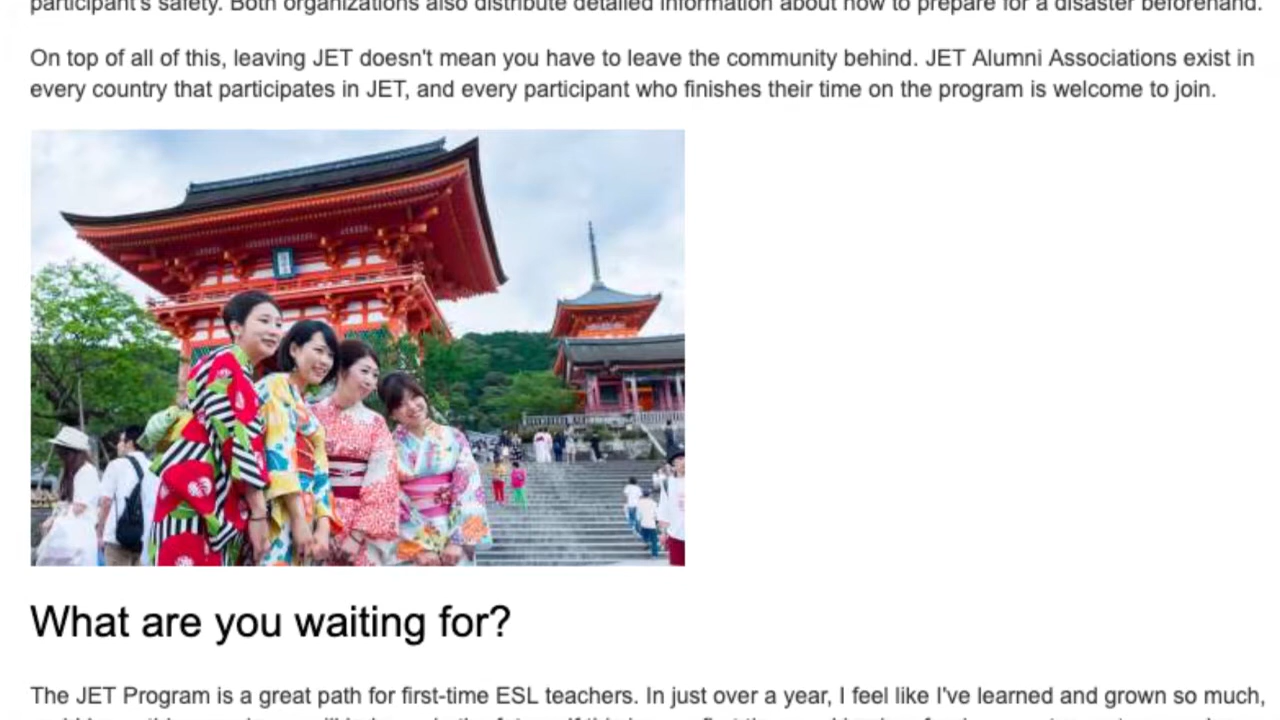 participant's safety. Both organizations also distribute detailed information about how to prepare for a disaster beforehand.
On top of all of this, leaving JET doesn't mean you have to leave the community behind. JET Alumni Associations exist in
every country that participates in JET, and every participant who finishes their time on the program is welcome to join.
What are you waiting for?
The JET Program is a great path for first-time ESL teachers. In just over a year, I feel like I've learned and grown so much,